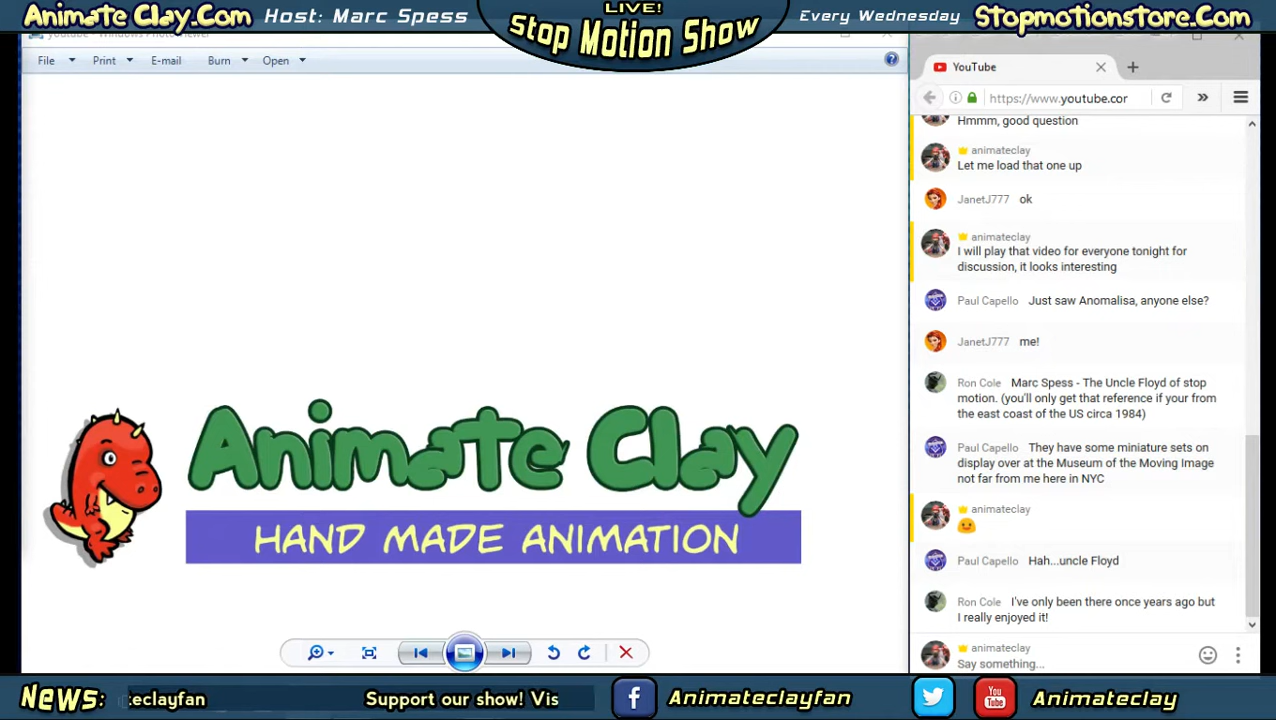 Animate Clay.Com
Host: Marc Spess
LIVE!
Stop Motion Show
Every Wednesday
Stopmotionstore.Com
File Print E-mail Burn Open
YouTube
https://www.youtube.cor
Hmmm, good question
animateclay
Let me load that one up
JanetJ777 ok
animateclay
I will play that video for everyone tonight for
discussion, it looks interesting
Paul Capello Just saw Anomalisa, anyone else?
JanetJ777 me!
Ron Cole Marc Spess - The Uncle Floyd of stop
motion. (you'll only get that reference if your from
the east coast of the US circa 1984)
Paul Capello They have some miniature sets on
display over at the Museum of the Moving Image
not far from me here in NYC
animateclay
Paul Capello Hah...uncle Floyd
Ron Cole I've only been there once years ago but
I really enjoyed it!
animateclay
Say something...
Animate Clay
HAND MADE ANIMATION
News: :eclayfan Support our show! Vis
f Animateclayfan
You Tube Animateclay